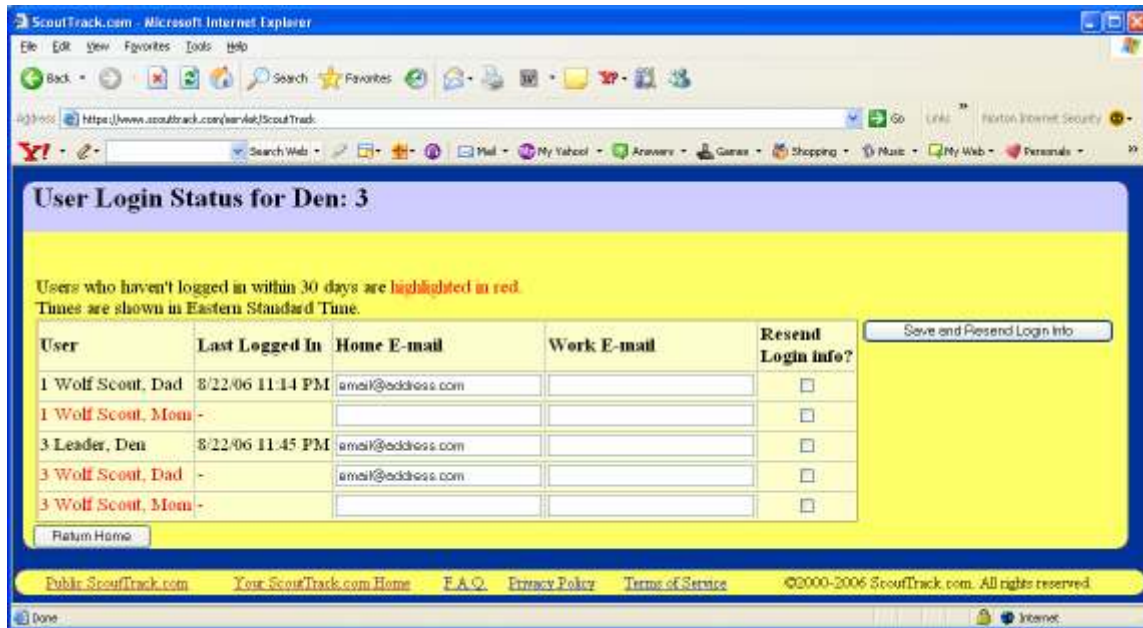 ScoutTrack.com - Microsoft Internet Explorer
File Edit View Favorites Tools Help
Back Search Favorites
Address https://www.scouttrack.com/servlet/ScoutTrack Go Links Norton Internet Security
Y! Search Web Mail My Yahoo! Answers Games Shopping Music My Web Personals
User Login Status for Den: 3
Users who haven't logged in within 30 days are highlighted in red.
Times are shown in Eastern Standard Time.
User Last Logged In Home E-mail Work E-mail Resend Login info? Save and Resend Login Info
1 Wolf Scout, Dad 8/22/06 11:14 PM email@address.com
1 Wolf Scout, Mom -
3 Leader, Den 8/22/06 11:45 PM email@address.com
3 Wolf Scout, Dad - email@address.com
3 Wolf Scout, Mom -
Return Home
Public ScoutTrack.com Your ScoutTrack.com Home F.A.Q. Privacy Policy Terms of Service ©2000-2006 ScoutTrack.com. All rights reserved.
Done Internet